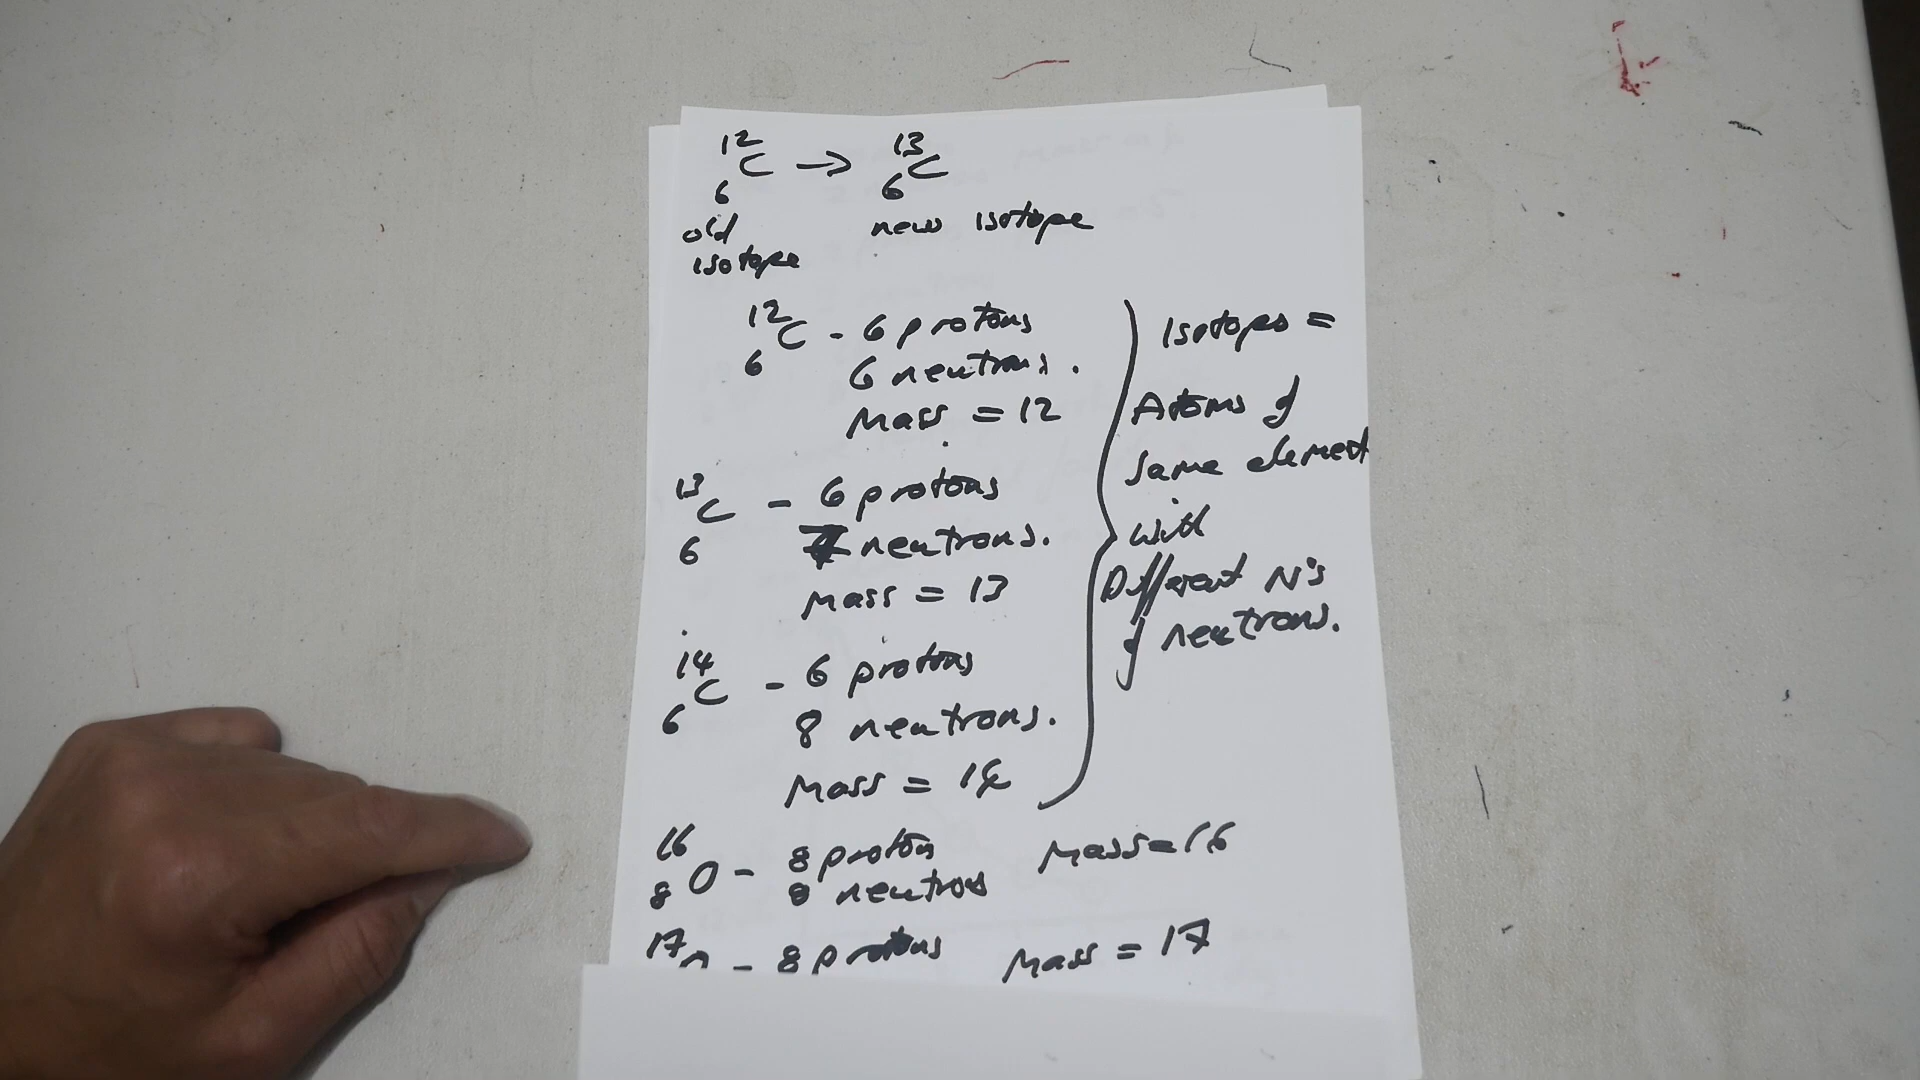 12 C → 13 C
6 6
old new isotope
isotope
12 C - 6 protons
6 6 neutrons.
Mass = 12
13 C - 6 protons
6 7 neutrons.
Mass = 13
14 C - 6 protons
6 8 neutrons.
Mass = 14
Isotopes =
Atoms of
same element
with
Different N's
of neutrons.
16 O - 8 protons Mass = 16
8 8 neutrons
17 O - 8 protons Mass = 17